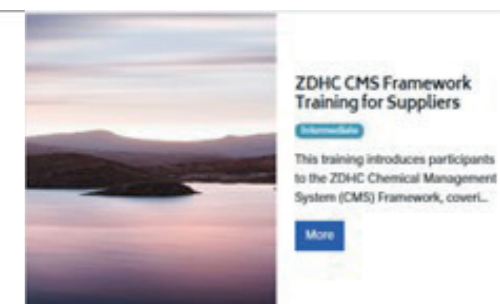 ZDHC CMS Framework
Training for Suppliers
Intermediate
This training introduces participants
to the ZDHC Chemical Management
System (CMS) Framework, coveri...
More